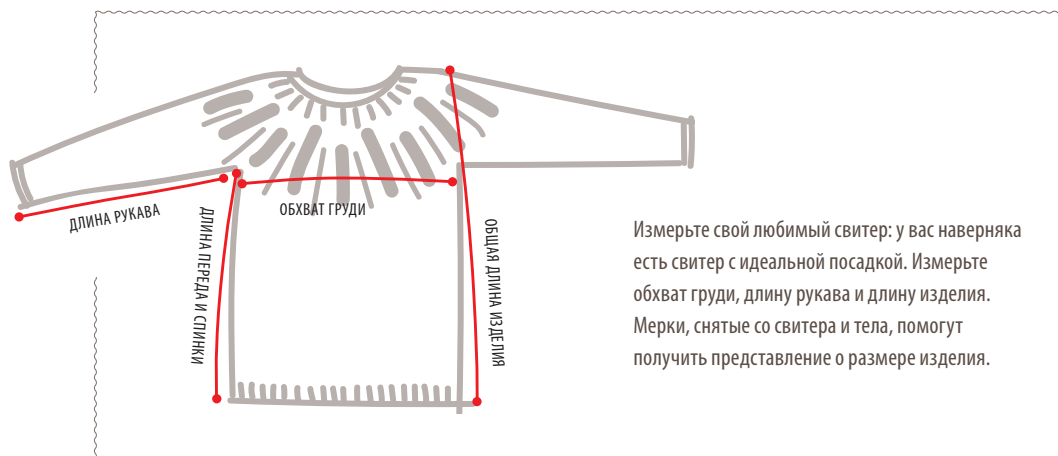 ДЛИНА РУКАВА
ДЛИНА ПЕРЕДА И СПИНКИ
ОБХВАТ ГРУДИ
ОБЩАЯ ДЛИНА ИЗДЕЛИЯ
Измерьте свой любимый свитер: у вас наверняка
есть свитер с идеальной посадкой. Измерьте
обхват груди, длину рукава и длину изделия.
Мерки, снятые со свитера и тела, помогут
получить представление о размере изделия.